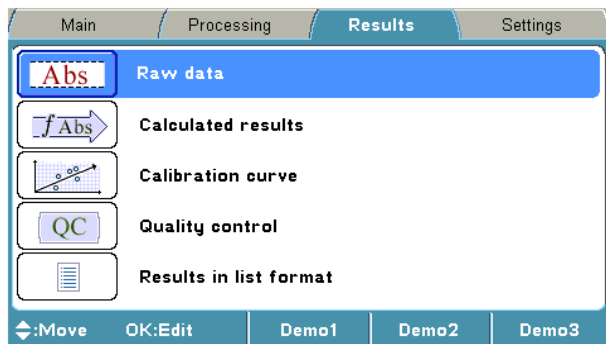 Main Processing Results Settings
Abs Raw data
f Abs Calculated results
Calibration curve
QC Quality control
Results in list format
:Move OK:Edit Demo1 Demo2 Demo3